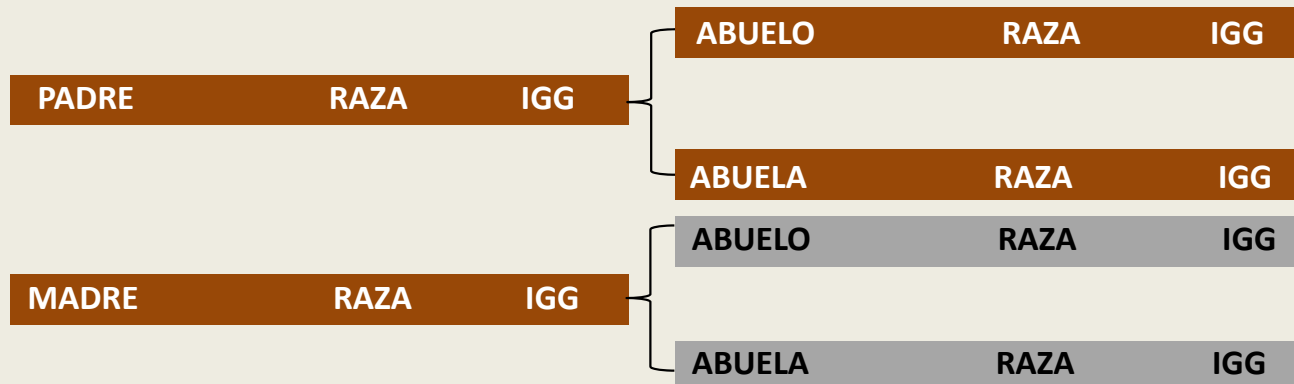 ABUELO RAZA IGG
PADRE RAZA IGG
ABUELA RAZA IGG
ABUELO RAZA IGG
MADRE RAZA IGG
ABUELA RAZA IGG